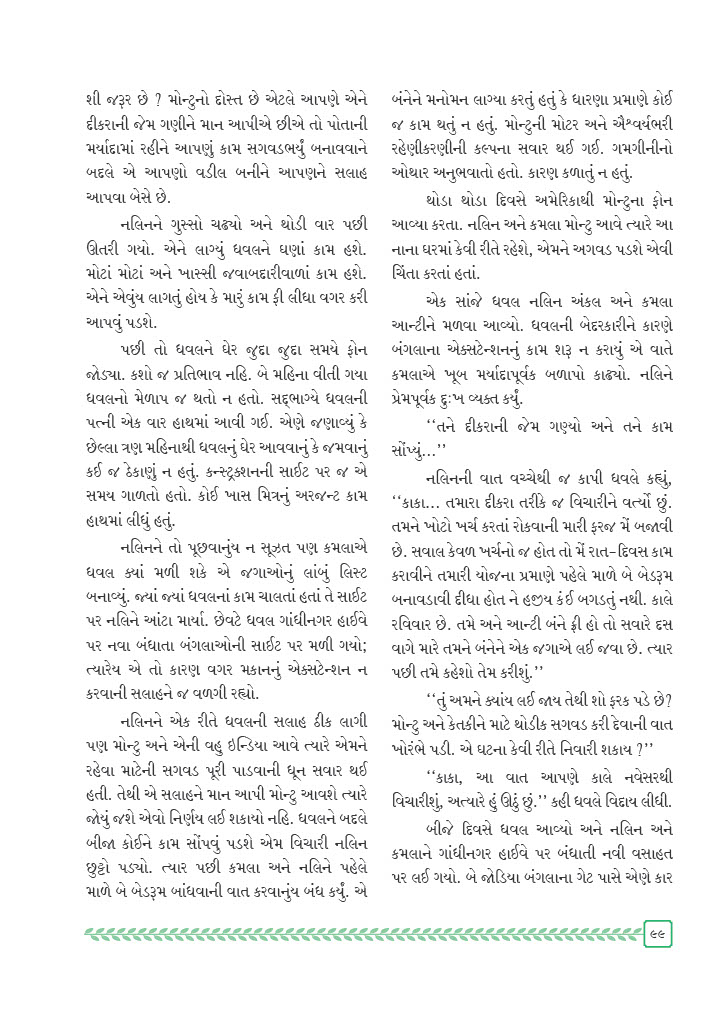 શી જરૂર છે ? મોન્ટુનો દોસ્ત છે એટલે આપણે એને
દીકરાની જેમ ગણીને માન આપીએ છીએ તો પોતાની
મર્યાદામાં રહીને આપણું કામ સગવડભર્યું બનાવવાને
બદલે એ આપણો વડીલ બનીને આપણને સલાહ
આપવા બેસે છે.
નલિનને ગુસ્સો ચઢ્યો અને થોડી વાર પછી
ઊતરી ગયો. એને લાગ્યું ધવલને ઘણાં કામ હશે.
મોટાં મોટાં અને ખાસ્સી જવાબદારીવાળાં કામ હશે.
એને એવુંય લાગતું હોય કે મારું કામ ફી લીધા વગર કરી
આપવું પડશે.
પછી તો ધવલને ઘેર જુદા જુદા સમયે ફોન
જોડ્યા. કશો જ પ્રતિભાવ નહિ. બે મહિના વીતી ગયા
ધવલનો મેળાપ જ થતો ન હતો. સદ્ભાગ્યે ધવલની
પત્ની એક વાર હાથમાં આવી ગઈ. એણે જણાવ્યું કે
છેલ્લા ત્રણ મહિનાથી ધવલનું ઘેર આવવાનું કે જમવાનું
કઈ જ ઠેકાણું ન હતું. કન્સ્ટ્રક્શનની સાઈટ પર જ એ
સમય ગાળતો હતો. કોઈ ખાસ મિત્રનું અરજન્ટ કામ
હાથમાં લીધું હતું.
નલિનને તો પૂછવાનુંય ન સૂઝત પણ કમલાએ
ધવલ ક્યાં મળી શકે એ જગાઓનું લાંબું લિસ્ટ
બનાવ્યું. જ્યાં જ્યાં ધવલનાં કામ ચાલતાં હતાં તે સાઈટ
પર નલિને આંટા માર્યા. છેવટે ધવલ ગાંધીનગર હાઈવે
પર નવા બંધાતા બંગલાઓની સાઈટ પર મળી ગયો;
ત્યારેય એ તો કારણ વગર મકાનનું એક્સટેન્શન ન
કરવાની સલાહને જ વળગી રહ્યો.
નલિનને એક રીતે ધવલની સલાહ ઠીક લાગી
પણ મોન્ટુ અને એની વહુ ઇન્ડિયા આવે ત્યારે એમને
રહેવા માટેની સગવડ પૂરી પાડવાની ધૂન સવાર થઈ
હતી. તેથી એ સલાહને માન આપી મોન્ટુ આવશે ત્યારે
જોયું જશે એવો નિર્ણય લઈ શકાયો નહિ. ધવલને બદલે
બીજા કોઈને કામ સોંપવું પડશે એમ વિચારી નલિન
છુટ્ટો પડ્યો. ત્યાર પછી કમલા અને નલિને પહેલે
માળે બે બેડરૂમ બાંધવાની વાત કરવાનુંય બંધ કર્યું. એ
બંનેને મનોમન લાગ્યા કરતું હતું કે ધારણા પ્રમાણે કોઈ
જ કામ થતું ન હતું. મોન્ટુની મોટર અને ઐશ્વર્યભરી
રહેણીકરણીની કલ્પના સવાર થઈ ગઈ. ગમગીનીનો
ઓથાર અનુભવાતો હતો. કારણ કળાતું ન હતું.
થોડા થોડા દિવસે અમેરિકાથી મોન્ટુના ફોન
આવ્યા કરતા. નલિન અને કમલા મોન્ટુ આવે ત્યારે આ
નાના ઘરમાં કેવી રીતે રહેશે, એમને અગવડ પડશે એવી
ચિંતા કરતાં હતાં.
એક સાંજે ધવલ નલિન અંકલ અને કમલા
આન્ટીને મળવા આવ્યો. ધવલની બેદરકારીને કારણે
બંગલાના એક્સટેન્શનનું કામ શરૂ ન કરાયું એ વાતે
કમલાએ ખૂબ મર્યાદાપૂર્વક બળાપો કાઢ્યો. નલિને
પ્રેમપૂર્વક દુઃખ વ્યક્ત કર્યું.
‘‘તને દીકરાની જેમ ગણ્યો અને તને કામ
સોંપ્યું...’’
નલિનની વાત વચ્ચેથી જ કાપી ધવલે કહ્યું,
‘‘કાકા... તમારા દીકરા તરીકે જ વિચારીને વર્ત્યો છું.
તમને ખોટો ખર્ચ કરતાં રોકવાની મારી ફરજ મેં બજાવી
છે. સવાલ કેવળ ખર્ચનો જ હોત તો મેં રાત-દિવસ કામ
કરાવીને તમારી યોજના પ્રમાણે પહેલે માળે બે બેડરૂમ
બનાવડાવી દીધા હોત ને હજીય કંઈ બગડતું નથી. કાલે
રવિવાર છે. તમે અને આન્ટી બંને ફ્રી હો તો સવારે દસ
વાગે મારે તમને બંનેને એક જગાએ લઈ જવા છે. ત્યાર
પછી તમે કહેશો તેમ કરીશું.’’
‘‘તું અમને ક્યાંય લઈ જાય તેથી શો ફરક પડે છે?
મોન્ટુ અને કેતકીને માટે થોડીક સગવડ કરી દેવાની વાત
ખોરંભે પડી. એ ઘટના કેવી રીતે નિવારી શકાય ?’’
‘‘કાકા, આ વાત આપણે કાલે નવેસરથી
વિચારીશું, અત્યારે હું ઊઠું છું.’’ કહી ધવલે વિદાય લીધી.
બીજે દિવસે ધવલ આવ્યો અને નલિન અને
કમલાને ગાંધીનગર હાઈવે પર બંધાતી નવી વસાહત
પર લઈ ગયો. બે જોડિયા બંગલાના ગેટ પાસે એણે કાર
૯૯